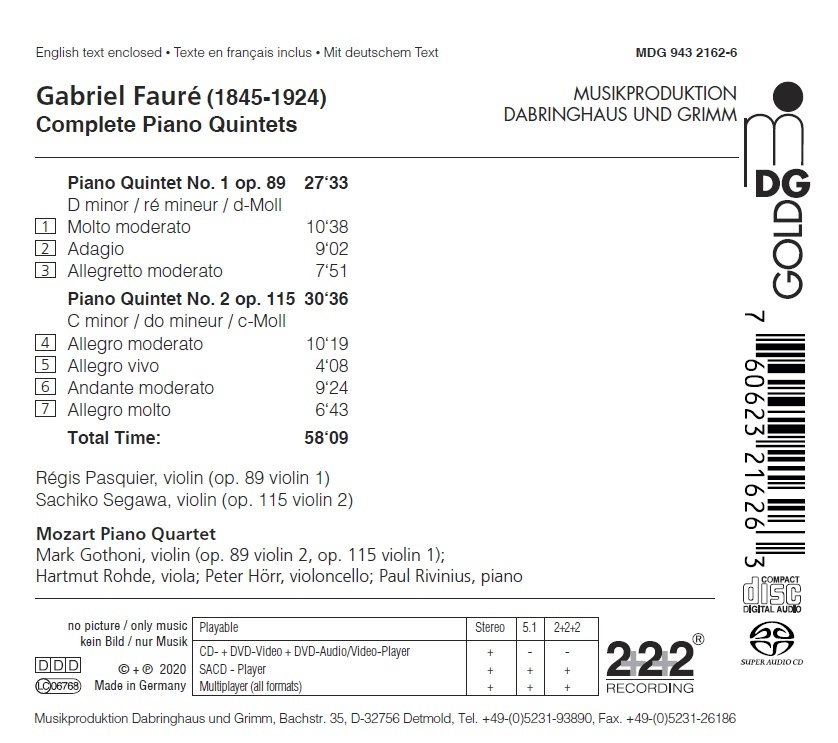 English text enclosed • Texte en français inclus • Mit deutschem Text
MDG 943 2162-6
Gabriel Fauré (1845-1924)
Complete Piano Quintets
MUSIKPRODUKTION
DABRINGHAUS UND GRIMM
MDG
GOLD
Piano Quintet No. 1 op. 89 27‘33
D minor / ré mineur / d-Moll
1 Molto moderato 10‘38
2 Adagio 9‘02
3 Allegretto moderato 7‘51
Piano Quintet No. 2 op. 115 30‘36
C minor / do mineur / c-Moll
4 Allegro moderato 10‘19
5 Allegro vivo 4‘08
6 Andante moderato 9‘24
7 Allegro molto 6‘43
Total Time: 58‘09
7 60623 21626 3
Régis Pasquier, violin (op. 89 violin 1)
Sachiko Segawa, violin (op. 115 violin 2)
Mozart Piano Quartet
Mark Gothoni, violin (op. 89 violin 2, op. 115 violin 1);
Hartmut Rohde, viola; Peter Hörr, violoncello; Paul Rivinius, piano
COMPACT
disc
DIGITAL AUDIO
SUPER AUDIO CD
no picture / only music
kein Bild / nur Musik
DDD © + ℗ 2020
LC 06768 Made in Germany
Playable Stereo 5.1 2+2+2
CD- + DVD-Video + DVD-Audio/Video-Player + - -
SACD - Player + + +
Multiplayer (all formats) + + +
2+2+2®
RECORDING
Musikproduktion Dabringhaus und Grimm, Bachstr. 35, D-32756 Detmold, Tel. +49-(0)5231-93890, Fax. +49-(0)5231-26186